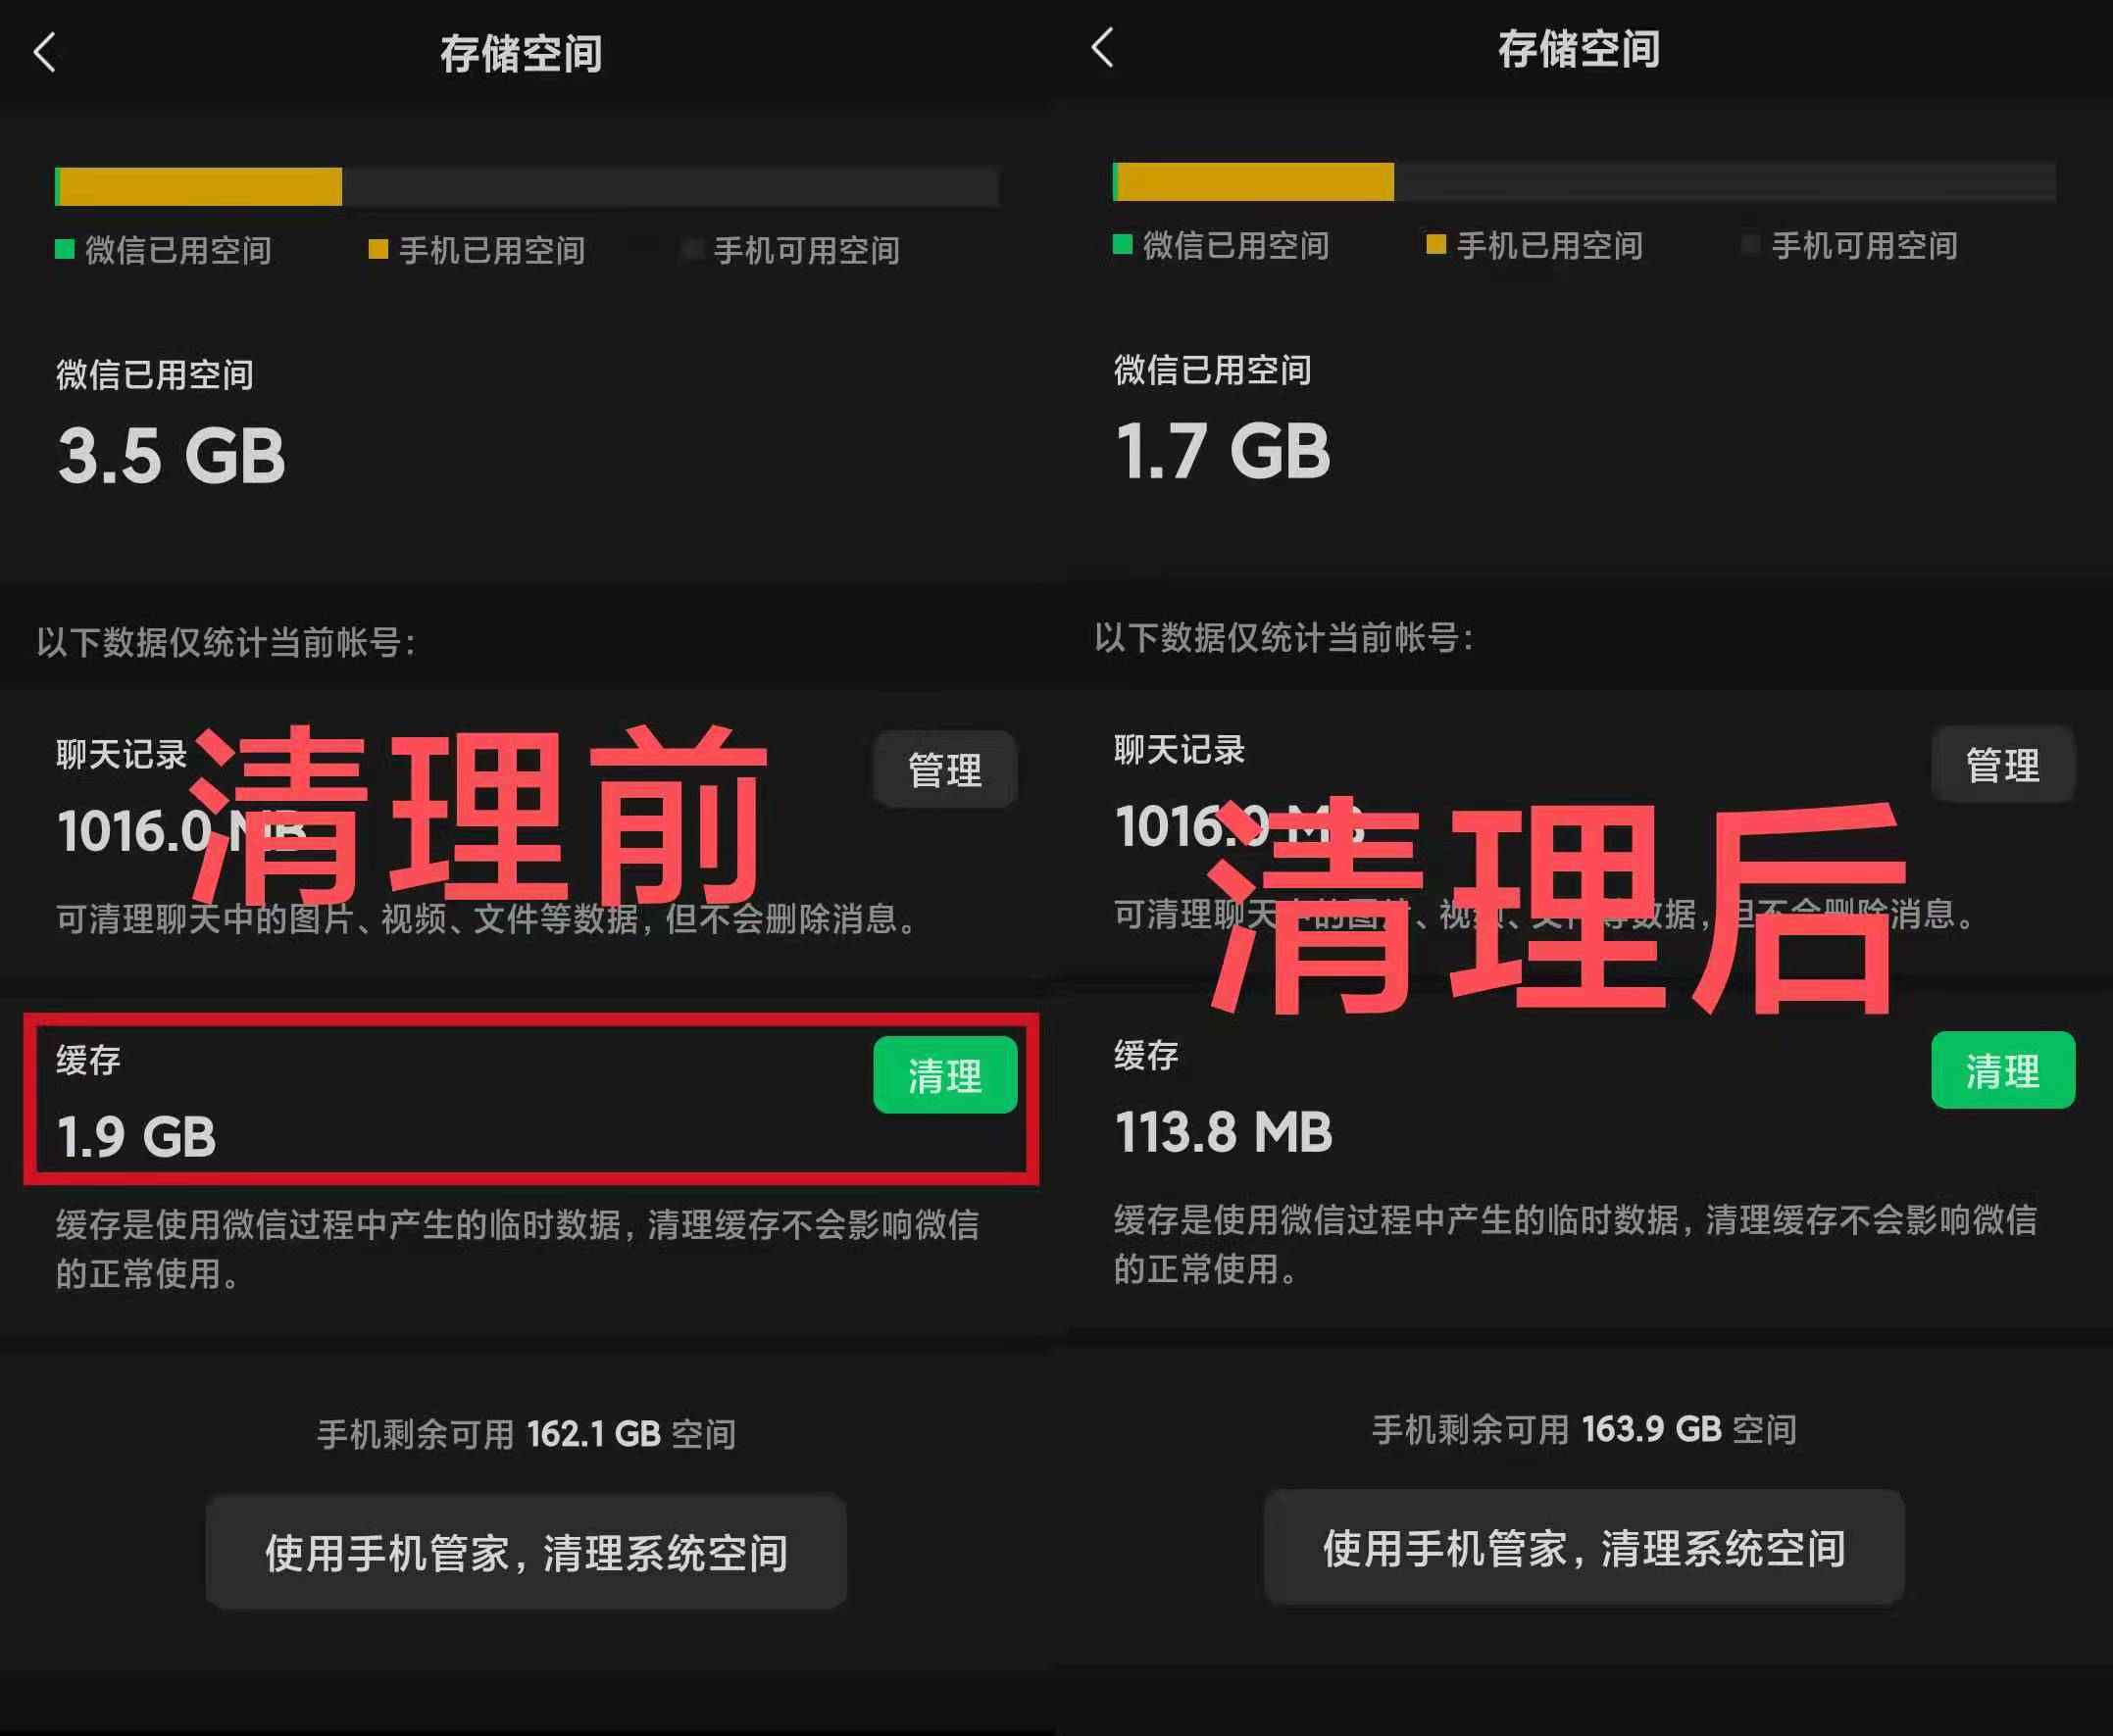 存储空间
微信已用空间 手机已用空间 手机可用空间
微信已用空间
3.5 GB
以下数据仅统计当前帐号：
聊天记录
管理
1016.0 MB
清理前
可清理聊天中的图片、视频、文件等数据，但不会删除消息。
缓存
清理
1.9 GB
缓存是使用微信过程中产生的临时数据，清理缓存不会影响微信
的正常使用。
手机剩余可用 162.1 GB 空间
使用手机管家，清理系统空间
存储空间
微信已用空间 手机已用空间 手机可用空间
微信已用空间
1.7 GB
以下数据仅统计当前帐号：
聊天记录
管理
1016.0 MB
清理后
可清理聊天中的图片、视频、文件等数据，但不会删除消息。
缓存
清理
113.8 MB
缓存是使用微信过程中产生的临时数据，清理缓存不会影响微信
的正常使用。
手机剩余可用 163.9 GB 空间
使用手机管家，清理系统空间